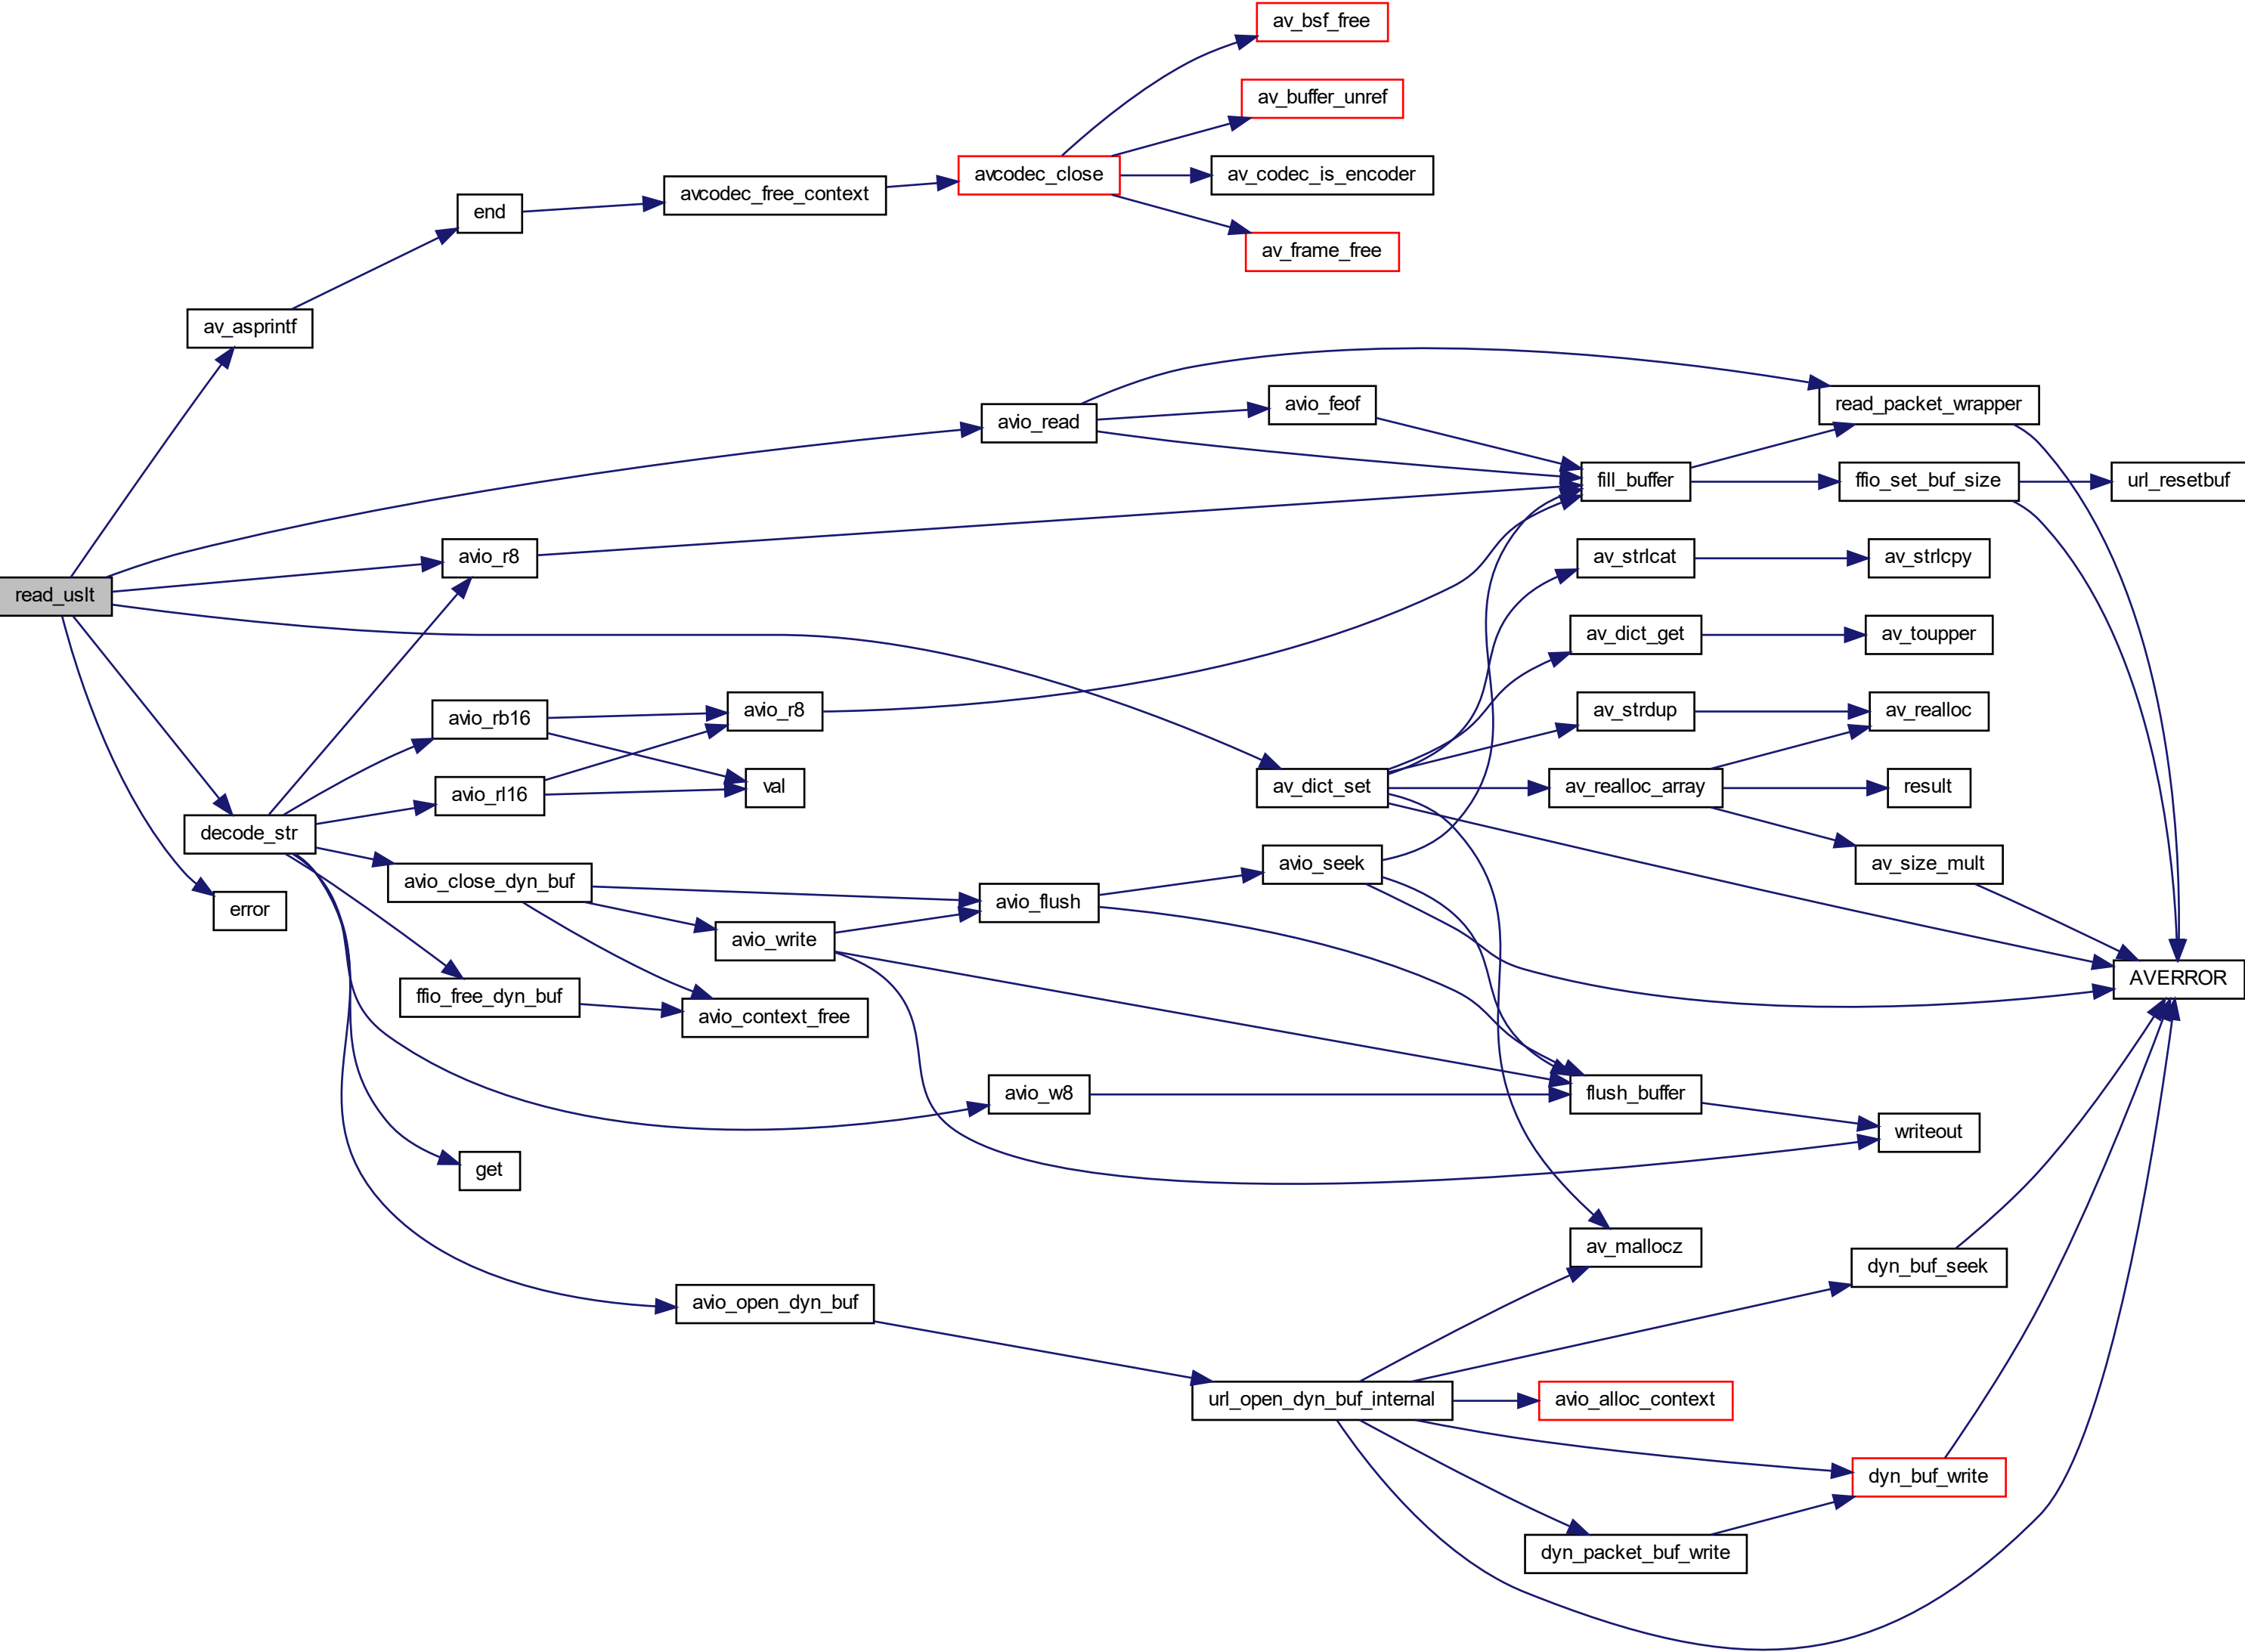 av_bsf_free
av_buffer_unref
avcodec_close
av_codec_is_encoder
avcodec_free_context
end
av_frame_free
av_asprintf
avio_feof
read_packet_wrapper
avio_read
fill_buffer
ffio_set_buf_size
url_resetbuf
avio_r8
av_strlcat
av_strlcpy
read_uslt
av_dict_get
av_toupper
avio_rb16
avio_r8
av_strdup
av_realloc
avio_rl16
val
av_dict_set
av_realloc_array
result
decode_str
avio_seek
av_size_mult
avio_close_dyn_buf
error
avio_flush
avio_write
AVERROR
ffio_free_dyn_buf
avio_context_free
avio_w8
flush_buffer
writeout
get
av_mallocz
dyn_buf_seek
avio_open_dyn_buf
url_open_dyn_buf_internal
avio_alloc_context
dyn_buf_write
dyn_packet_buf_write